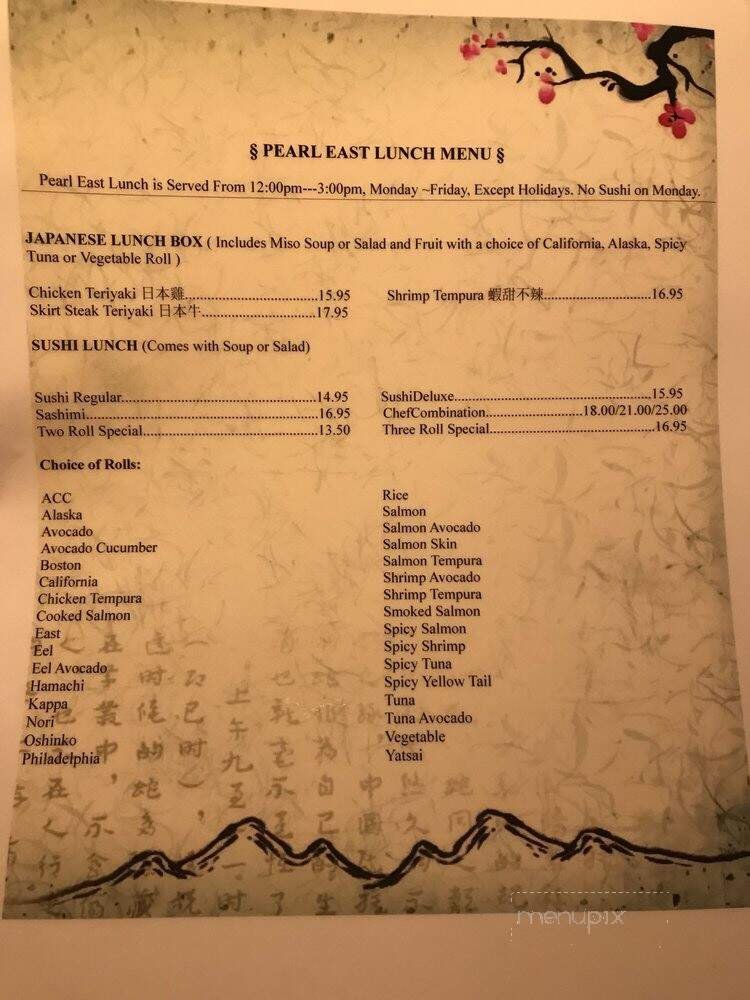 § PEARL EAST LUNCH MENU §
Pearl East Lunch is Served From 12:00pm---3:00pm, Monday ~Friday, Except Holidays. No Sushi on Monday.
JAPANESE LUNCH BOX ( Includes Miso Soup or Salad and Fruit with a choice of California, Alaska, Spicy
Tuna or Vegetable Roll )
Chicken Teriyaki 日本雞..................................15.95
Shrimp Tempura 蝦甜不辣..............................16.95
Skirt Steak Teriyaki 日本牛...............................17.95
SUSHI LUNCH (Comes with Soup or Salad)
Sushi Regular.....................................................14.95
SushiDeluxe......................................................15.95
Sashimi..............................................................16.95
ChefCombination..........................18.00/21.00/25.00
Two Roll Special................................................13.50
Three Roll Special.............................................16.95
Choice of Rolls:
ACC
Alaska
Avocado
Avocado Cucumber
Boston
California
Chicken Tempura
Cooked Salmon
East
Eel
Eel Avocado
Hamachi
Kappa
Nori
Oshinko
Philadelphia
Rice
Salmon
Salmon Avocado
Salmon Skin
Salmon Tempura
Shrimp Avocado
Shrimp Tempura
Smoked Salmon
Spicy Salmon
Spicy Shrimp
Spicy Tuna
Spicy Yellow Tail
Tuna
Tuna Avocado
Vegetable
Yatsai
menupix